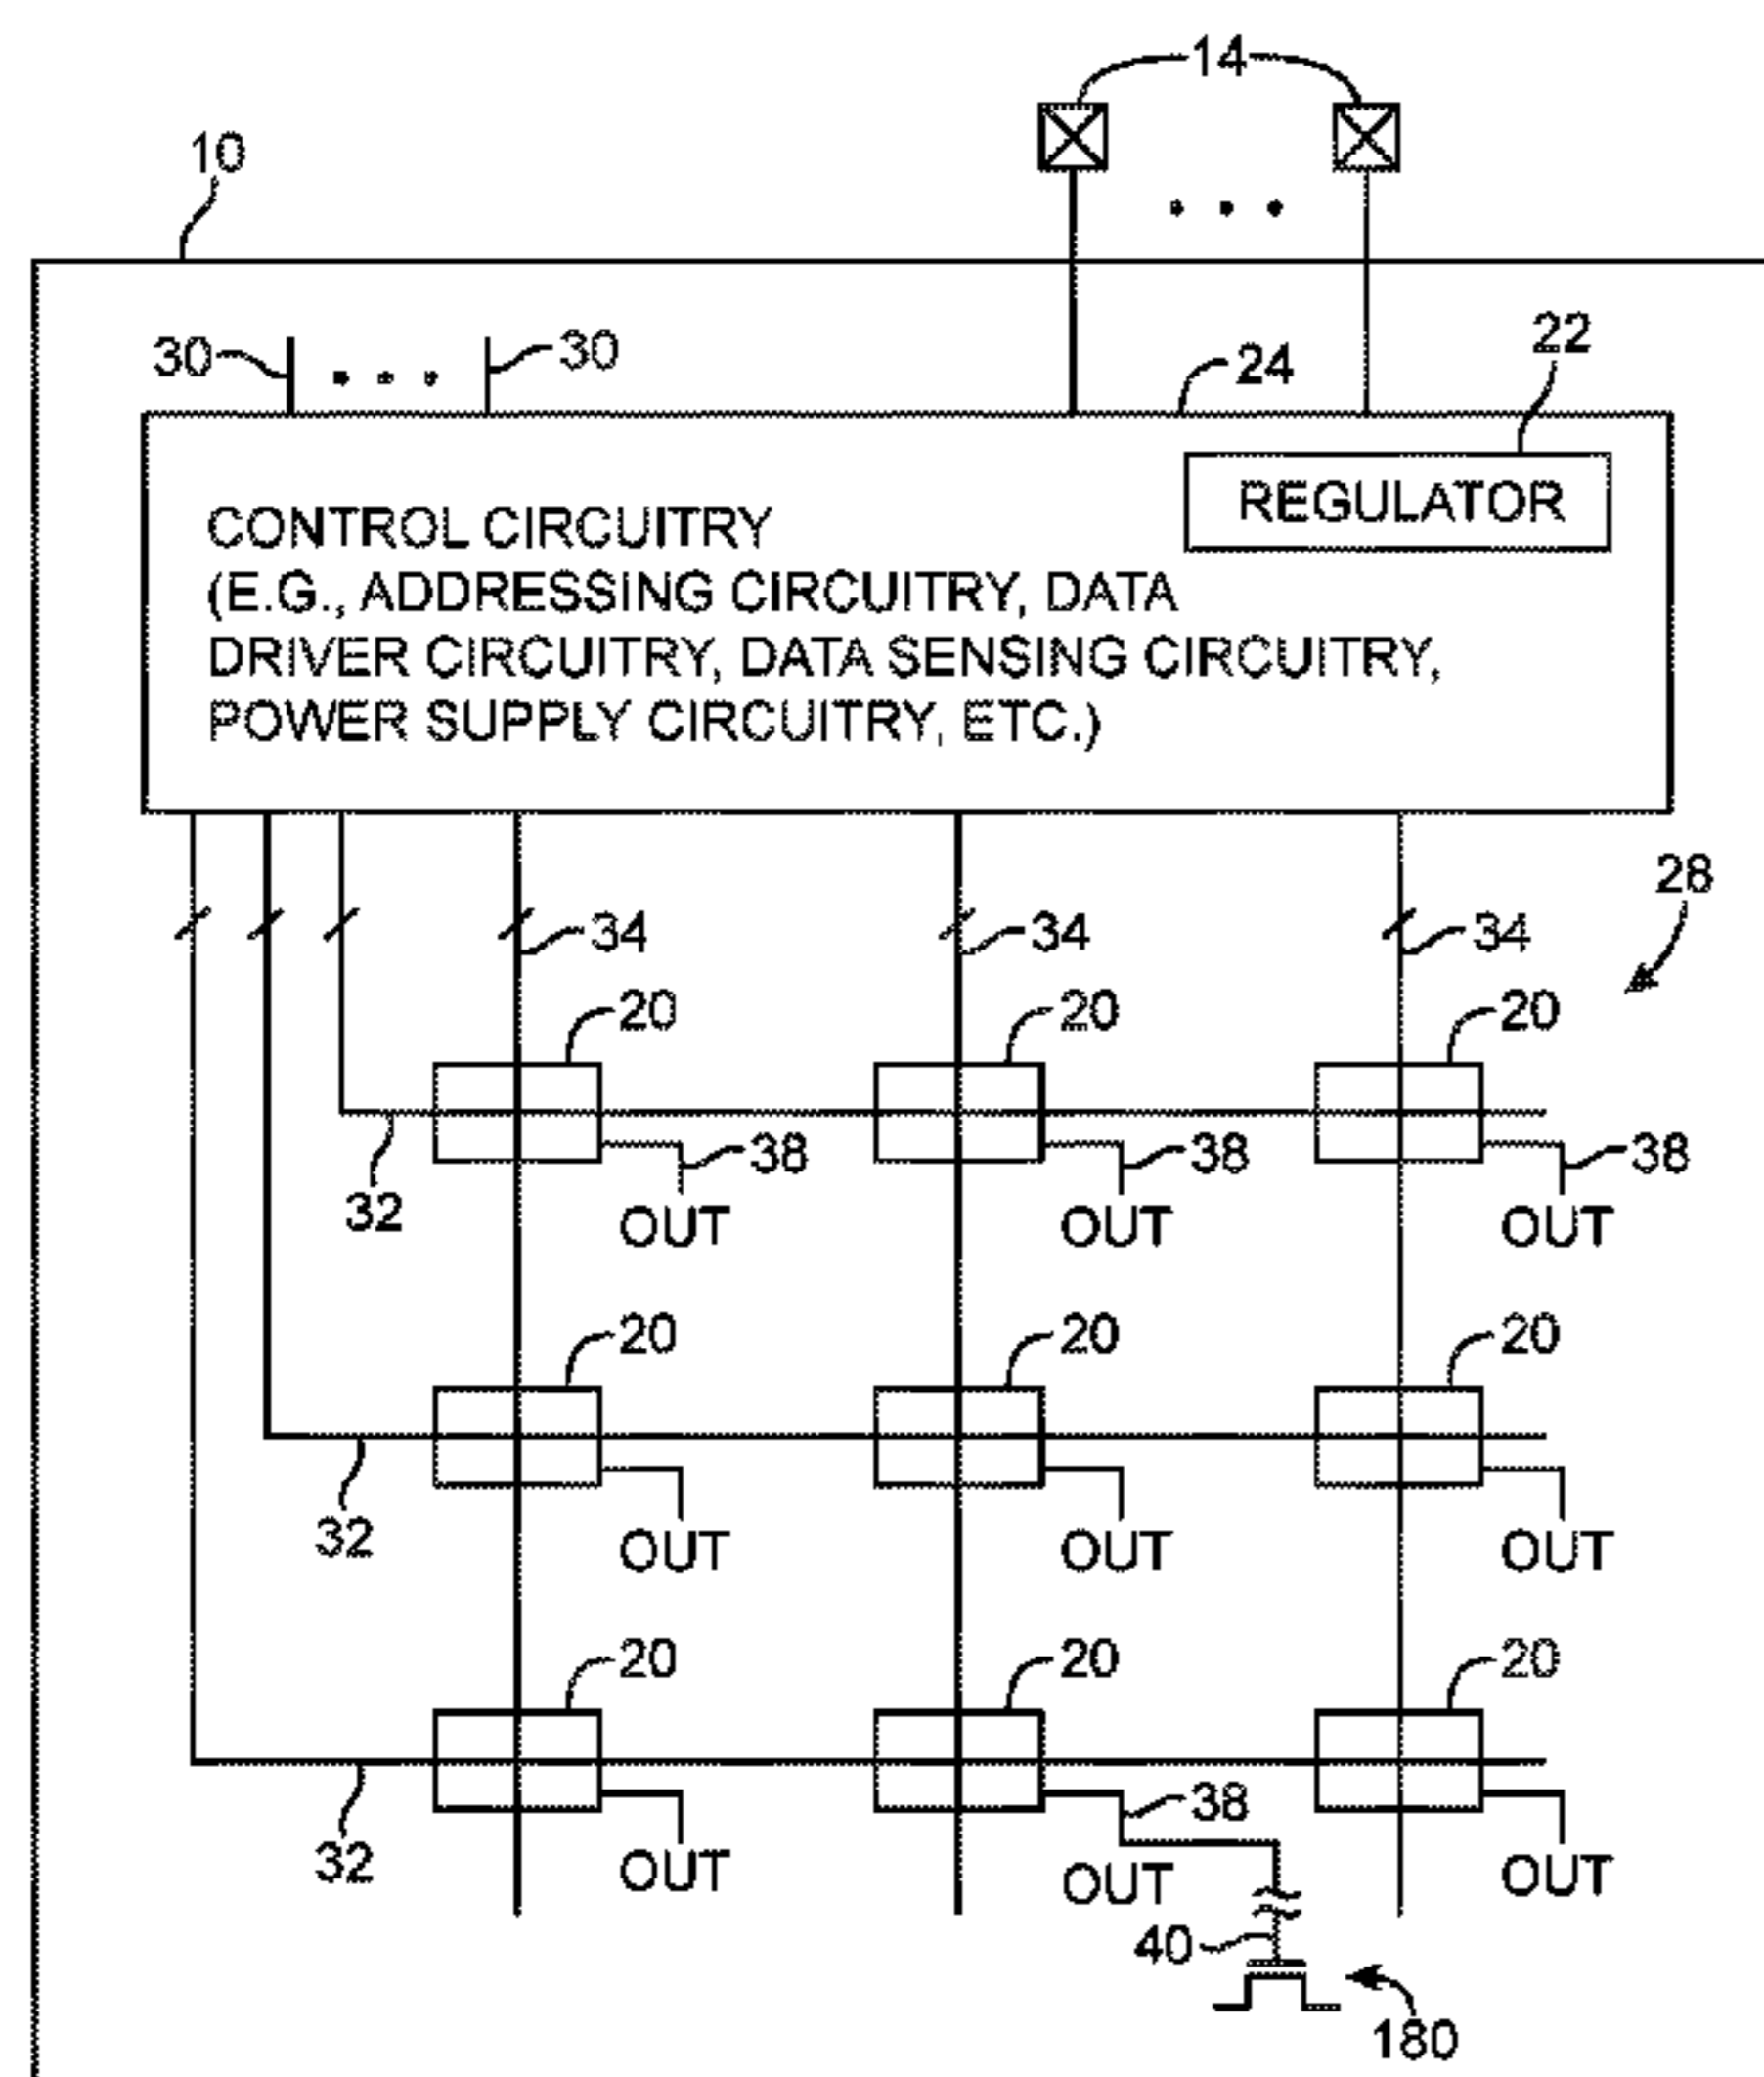 14
10
30 30
24
22
REGULATOR
CONTROL CIRCUITRY
(E.G., ADDRESSING CIRCUITRY, DATA
DRIVER CIRCUITRY, DATA SENSING CIRCUITRY,
POWER SUPPLY CIRCUITRY, ETC.)
28
34 34 34
20 20 20
38 38 38
32
OUT OUT OUT
20 20 20
32
OUT OUT OUT
20 20 20
38
32
OUT OUT OUT
40
180